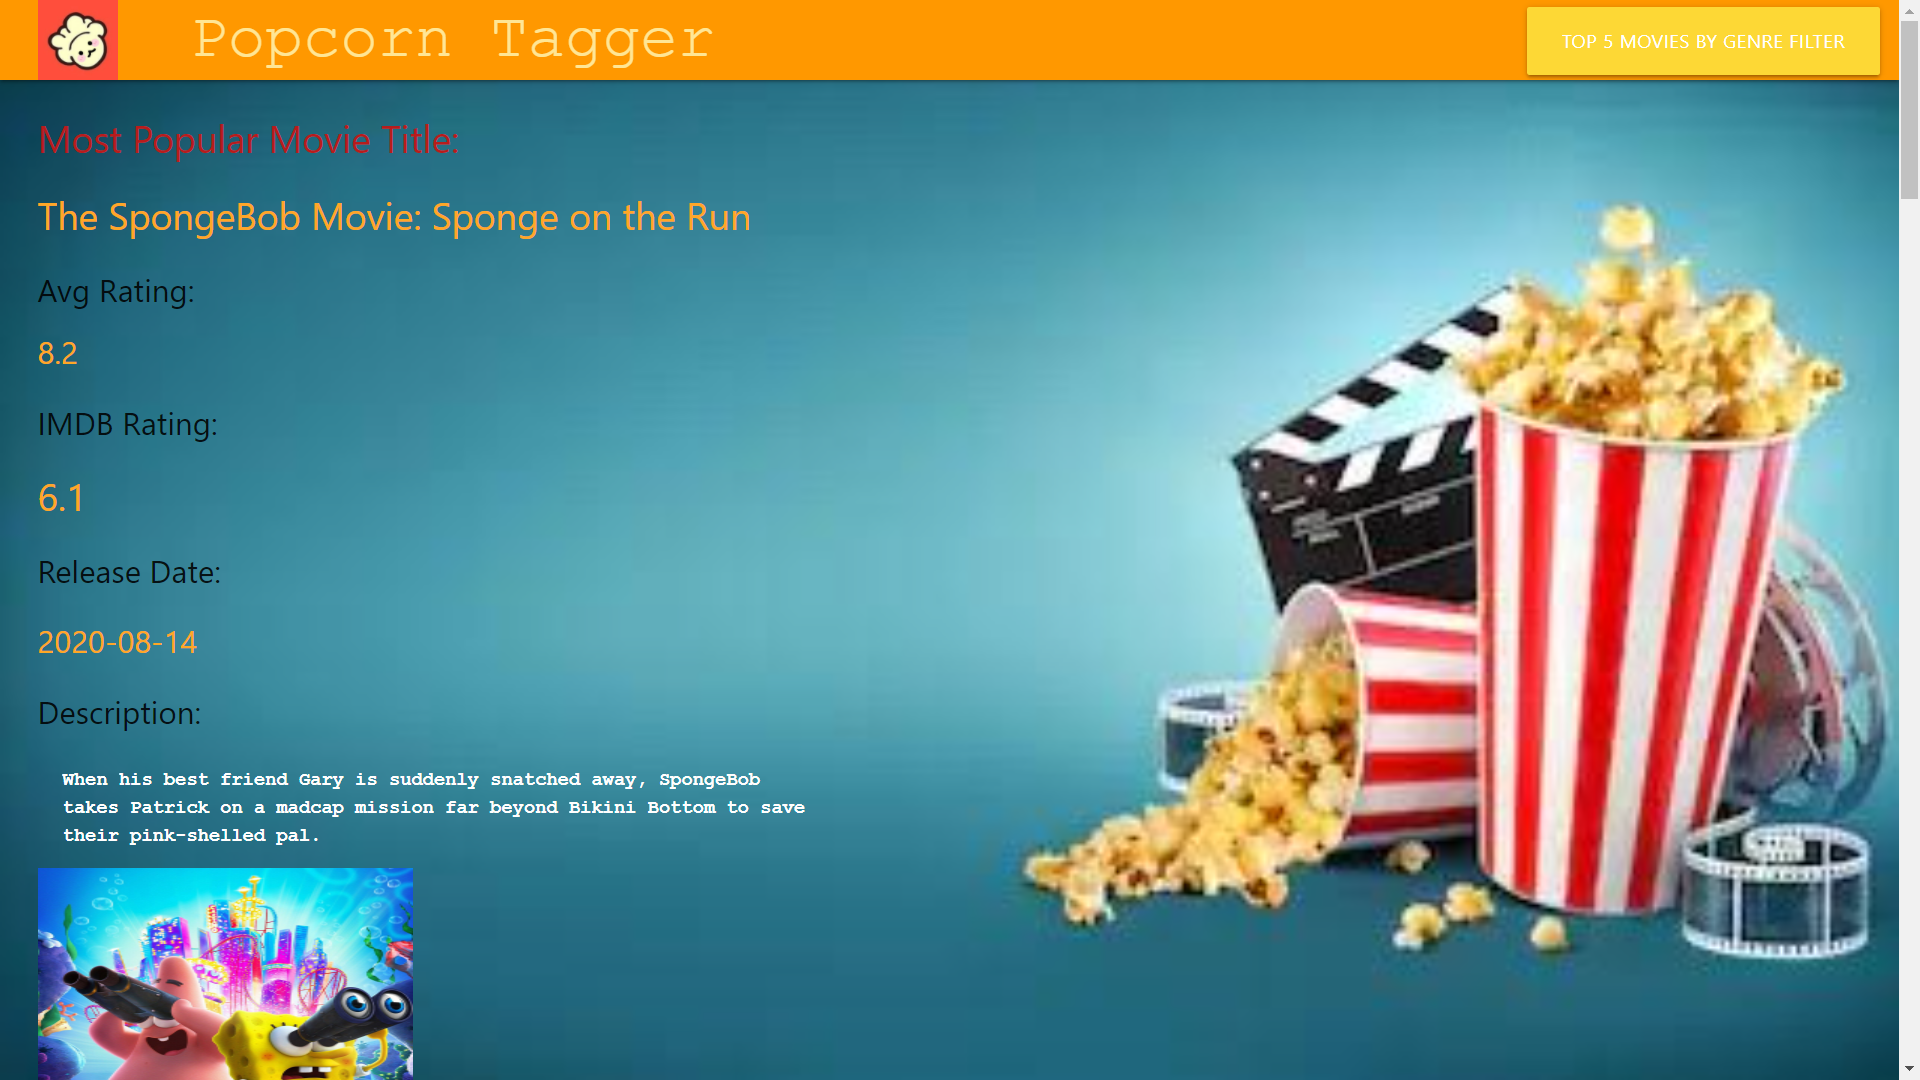 Popcorn Tagger
TOP 5 MOVIES BY GENRE FILTER
Most Popular Movie Title:
The SpongeBob Movie: Sponge on the Run
Avg Rating:
8.2
IMDB Rating:
6.1
Release Date:
2020-08-14
Description:
When his best friend Gary is suddenly snatched away, SpongeBob
takes Patrick on a madcap mission far beyond Bikini Bottom to save
their pink-shelled pal.